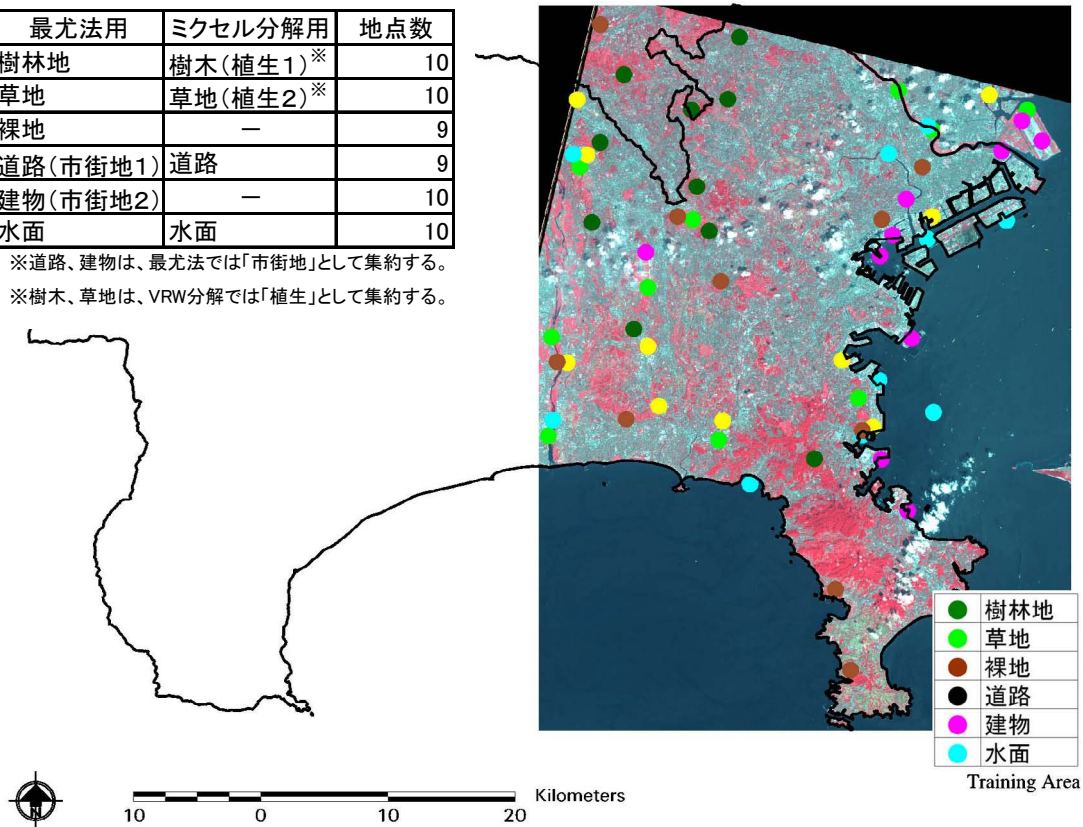 最尤法用 ミクセル分解用 地点数
樹林地 樹木(植生1)※ 10
草地 草地(植生2)※ 10
裸地 － 9
道路(市街地1) 道路 9
建物(市街地2) － 10
水面 水面 10
※道路、建物は、最尤法では「市街地」として集約する。
※樹木、草地は、VRW分解では「植生」として集約する。
樹林地
草地
裸地
道路
建物
水面
Training Area
N
10 0 10 20 Kilometers